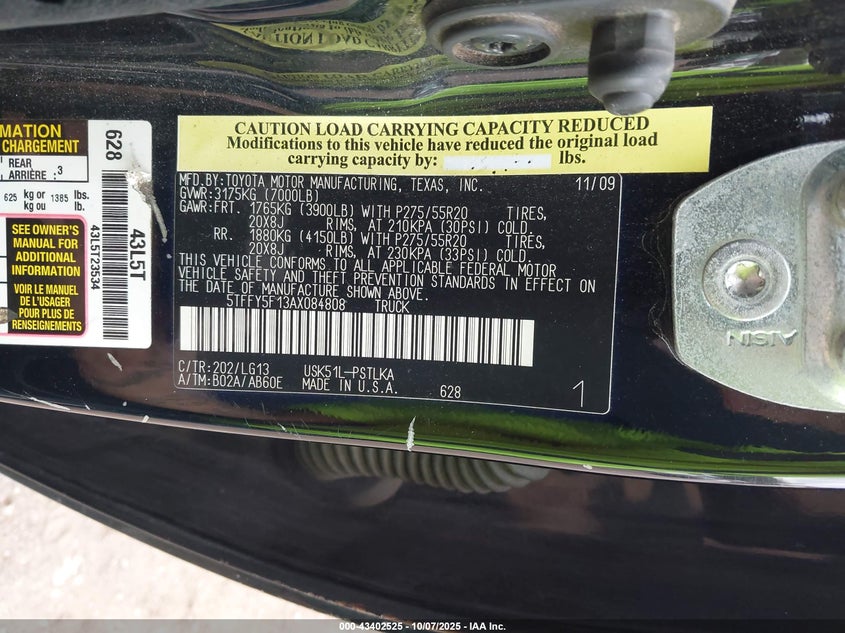 CAUTION LOAD CARRYING CAPACITY REDUCED
Modifications to this vehicle have reduced the original load
carrying capacity by: lbs.
MFD.BY:TOYOTA MOTOR MANUFACTURING, TEXAS, INC. 11/09
GVWR:3175KG (7000LB)
GAWR:FRT. 1765KG (3900LB) WITH P275/55R20 TIRES,
20X8J RIMS, AT 210KPA (30PSI) COLD.
RR. 1880KG (4150LB) WITH P275/55R20 TIRES,
20X8J RIMS, AT 230KPA (33PSI) COLD.
THIS VEHICLE CONFORMS TO ALL APPLICABLE FEDERAL MOTOR
VEHICLE SAFETY AND THEFT PREVENTION STANDARDS IN EFFECT ON
THE DATE OF MANUFACTURE SHOWN ABOVE.
5TFFY5F13AX084808 TRUCK
C/TR:202/LG13 USK51L-PSTLKA
A/TM:B02A/AB60E MADE IN U.S.A. 628
1
MATION
CHARGEMENT
REAR
ARRIÈRE : 3
625 kg or 1385 lbs.
kg ou lb.
SEE OWNER'S
MANUAL FOR
ADDITIONAL
INFORMATION
VOIR LE MANUEL
DE L'USAGER
POUR PLUS DE
RENSEIGNEMENTS
628
43L5T
43L5T23534
AISIN
000-43402525 - 10/07/2025 - IAA Inc.